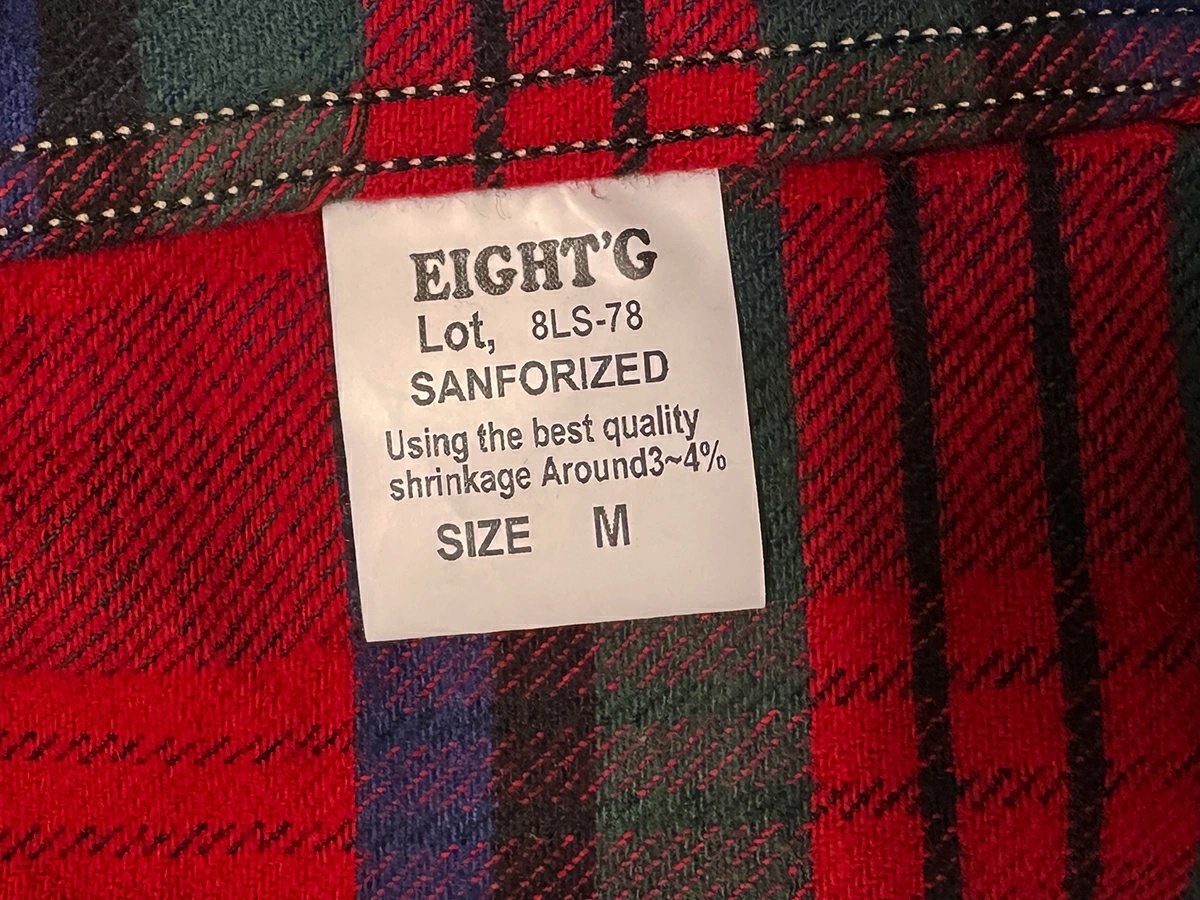 EIGHT'G
Lot, 8LS-78
SANFORIZED
Using the best quality
shrinkage Around3~4%
SIZE M